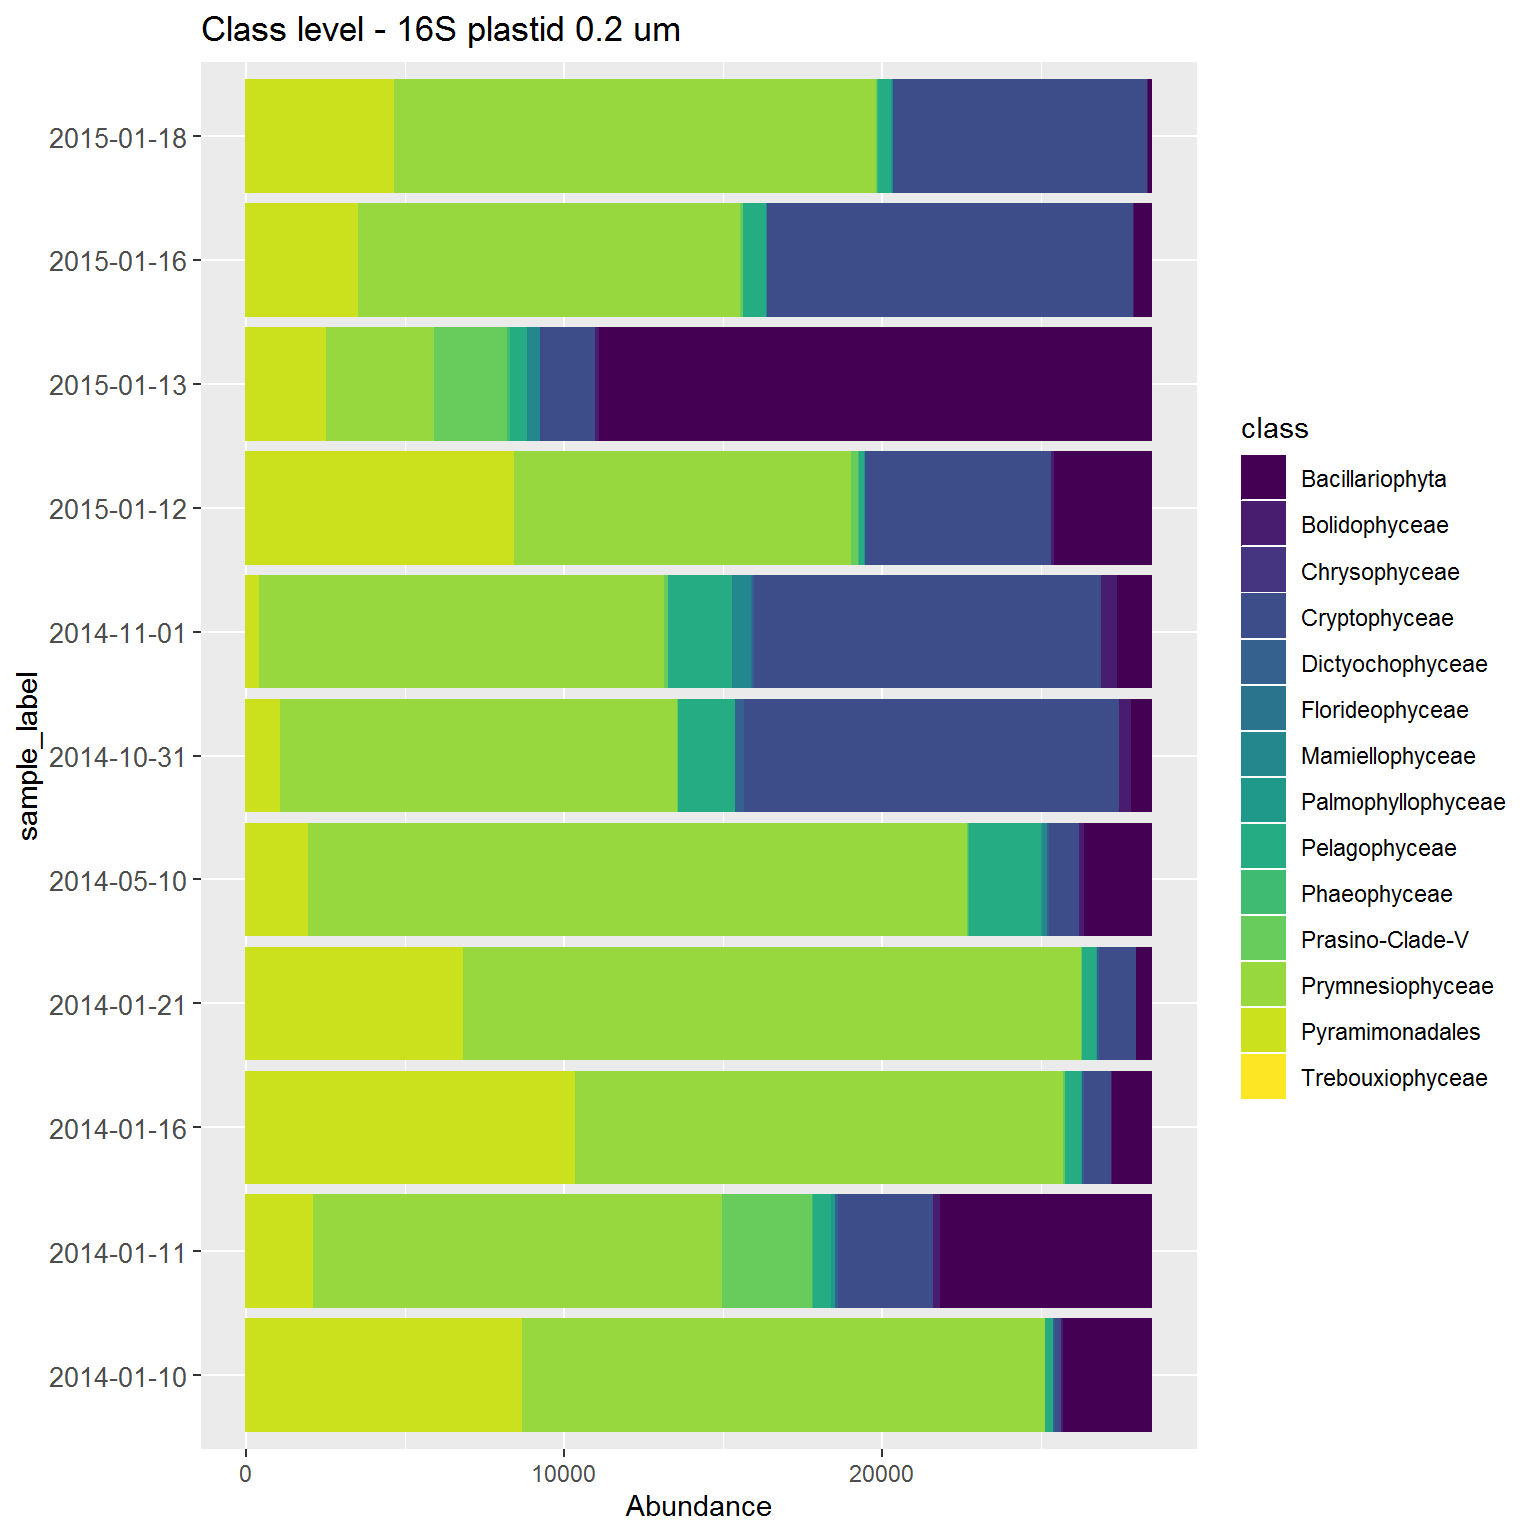 Class level - 16S plastid 0.2 um
2015-01-18
2015-01-16
2015-01-13
2015-01-12
2014-11-01
2014-10-31
2014-05-10
2014-01-21
2014-01-16
2014-01-11
2014-01-10
sample_label
0 10000 20000
Abundance
class
Bacillariophyta
Bolidophyceae
Chrysophyceae
Cryptophyceae
Dictyochophyceae
Florideophyceae
Mamiellophyceae
Palmophyllophyceae
Pelagophyceae
Phaeophyceae
Prasino-Clade-V
Prymnesiophyceae
Pyramimonadales
Trebouxiophyceae